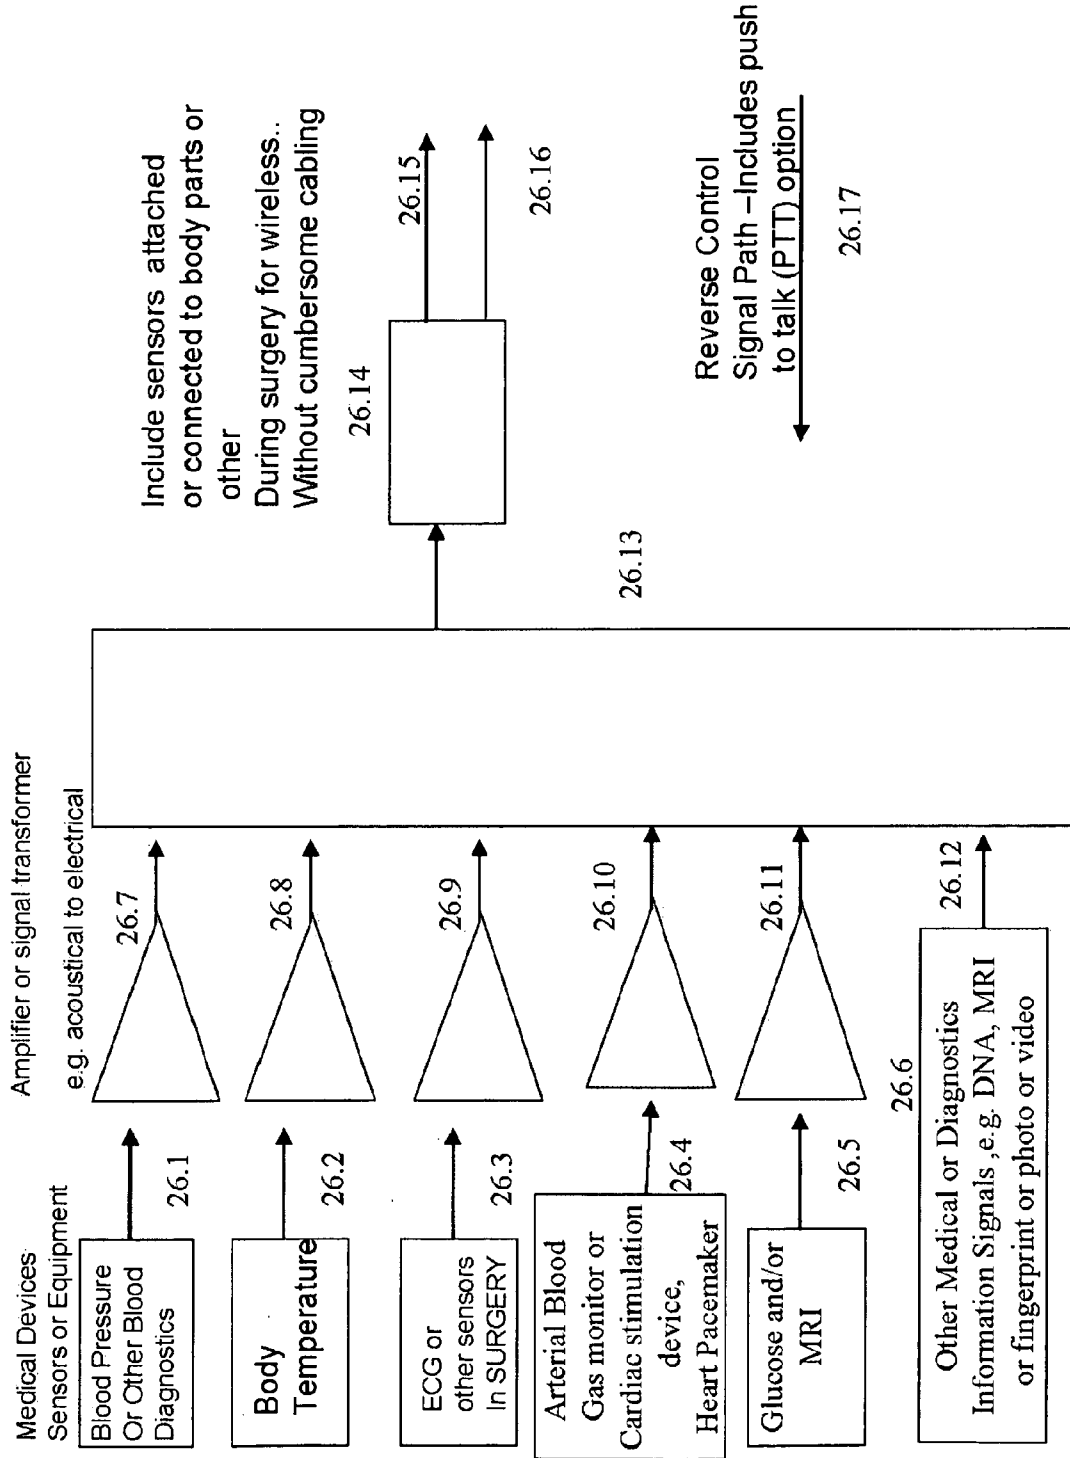 Medical Devices
Sensors or Equipment
Amplifier or signal transformer
e.g. acoustical to electrical
Blood Pressure
Or Other Blood
Diagnostics
26.1
26.7
Body
Temperature
26.2
26.8
ECG or
other sensors
In SURGERY
26.3
26.9
Arterial Blood
Gas monitor or
Cardiac stimulation
device,
Heart Pacemaker
26.4
26.10
Glucose and/or
MRI
26.5
26.11
26.6
Other Medical or Diagnostics
Information Signals ,e.g. DNA, MRI
or fingerprint or photo or video
26.12
26.13
Include sensors attached
or connected to body parts or
other
During surgery for wireless..
Without cumbersome cabling
26.14
26.15
26.16
Reverse Control
Signal Path –Includes push
to talk (PTT) option
26.17